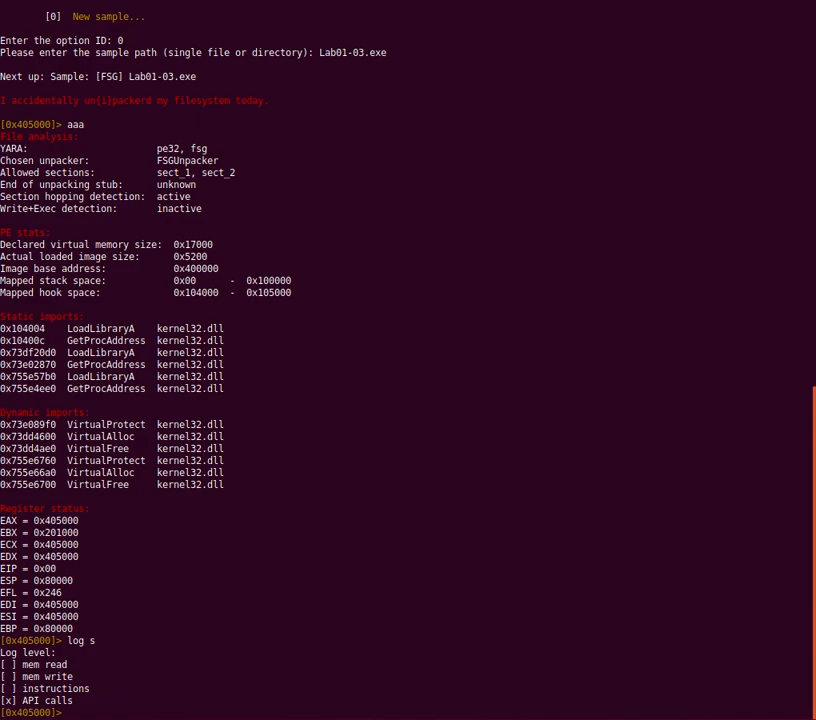 [0]  New sample...
Enter the option ID: 0
Please enter the sample path (single file or directory): Lab01-03.exe
Next up: Sample: [FSG] Lab01-03.exe
I accidentally un{i}packerd my filesystem today.
[0x405000]> aaa
File analysis:
YARA:                       pe32, fsg
Chosen unpacker:            FSGUnpacker
Allowed sections:           sect_1, sect_2
End of unpacking stub:      unknown
Section hopping detection:  active
Write+Exec detection:       inactive
PE stats:
Declared virtual memory size:  0x17000
Actual loaded image size:      0x5200
Image base address:            0x400000
Mapped stack space:            0x00      -  0x100000
Mapped hook space:             0x104000  -  0x105000
Static imports:
0x104004    LoadLibraryA    kernel32.dll
0x10400c    GetProcAddress  kernel32.dll
0x73df20d0  LoadLibraryA    kernel32.dll
0x73e02870  GetProcAddress  kernel32.dll
0x755e57b0  LoadLibraryA    kernel32.dll
0x755e4ee0  GetProcAddress  kernel32.dll
Dynamic imports:
0x73e089f0  VirtualProtect  kernel32.dll
0x73dd4600  VirtualAlloc    kernel32.dll
0x73dd4ae0  VirtualFree     kernel32.dll
0x755e6760  VirtualProtect  kernel32.dll
0x755e66a0  VirtualAlloc    kernel32.dll
0x755e6700  VirtualFree     kernel32.dll
Register status:
EAX = 0x405000
EBX = 0x201000
ECX = 0x405000
EDX = 0x405000
EIP = 0x00
ESP = 0x80000
EFL = 0x246
EDI = 0x405000
ESI = 0x405000
EBP = 0x80000
[0x405000]> log s
Log level:
[ ] mem read
[ ] mem write
[ ] instructions
[x] API calls
[0x405000]>